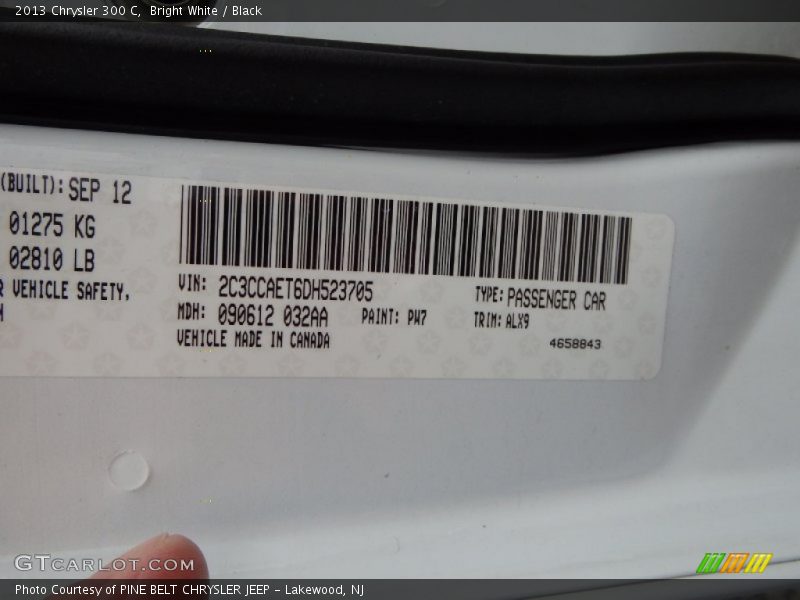 2013 Chrysler 300 C, Bright White / Black
(BUILT): SEP 12
01275 KG
02810 LB
VEHICLE SAFETY,
VIN: 2C3CCAET6DH523705
TYPE: PASSENGER CAR
MDH: 090612 032AA
PAINT: PW7
TRIM: ALX9
VEHICLE MADE IN CANADA
4658843
GTCARLOT.COM
Photo Courtesy of PINE BELT CHRYSLER JEEP - Lakewood, NJ